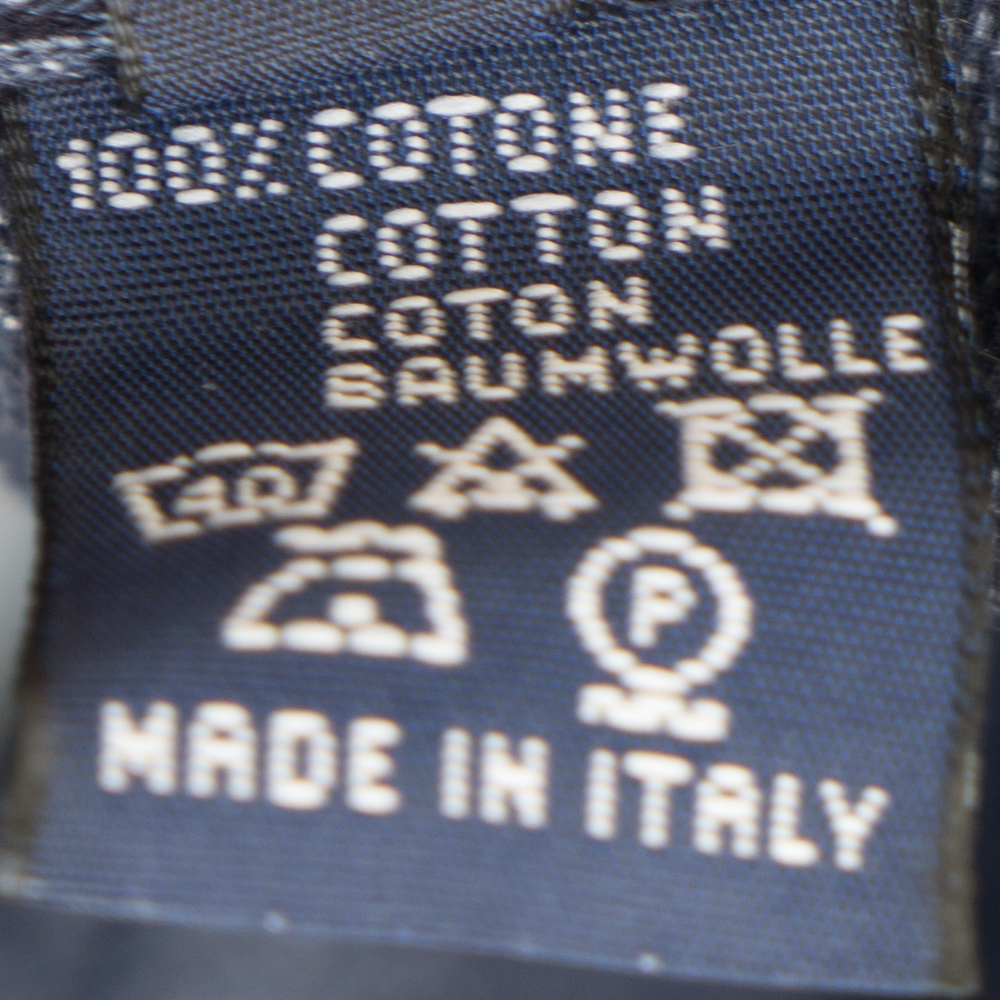 100% COTONE
COTTON
COTON
BAUMWOLLE
40
P
MADE IN ITALY